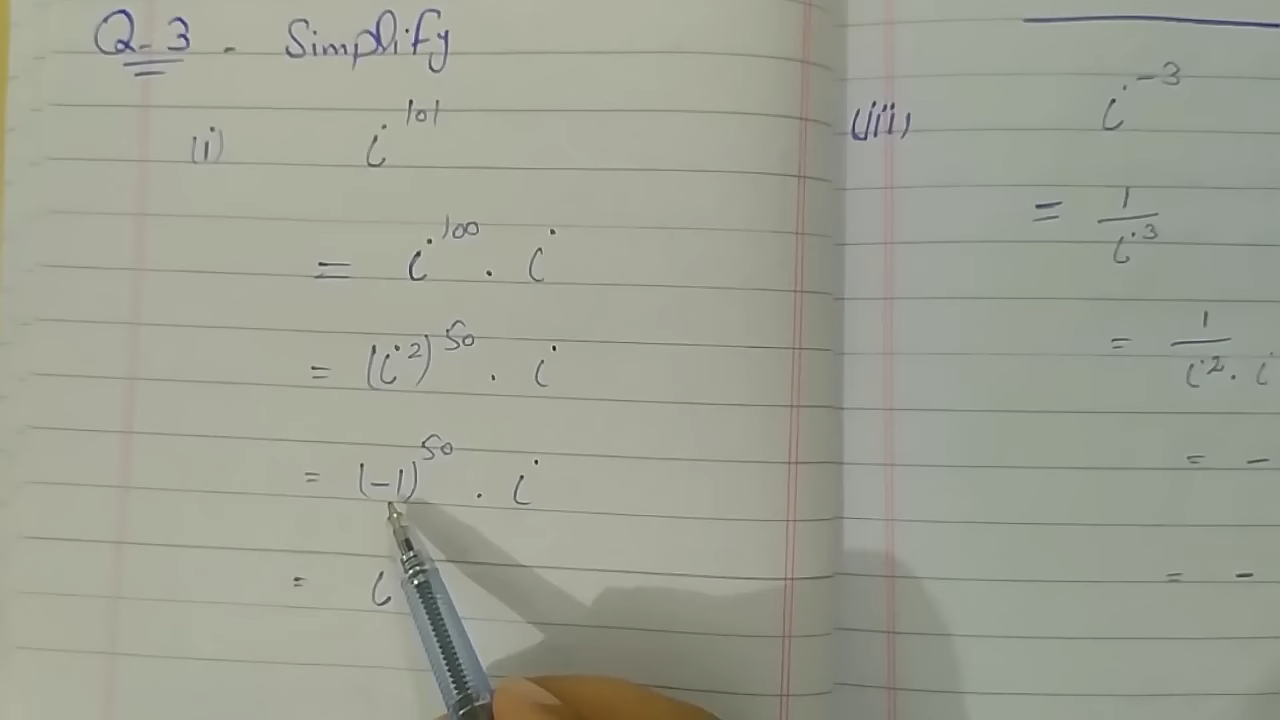 Q-3 - Simplify
(i) i^101
= i^100 . i
= (i^2)^50 . i
= (-1)^50 . i
= i
(iii) i^-3
= 1/i^3
= 1/i^2 . i
= -
= -